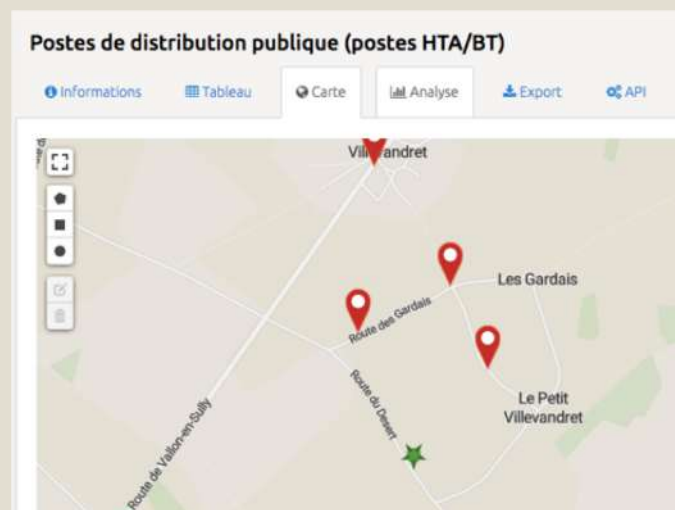 Postes de distribution publique (postes HTA/BT)
Informations Tableau Carte Analyse Export API
Villevandret
Les Gardais
Route des Gardais
Le Petit
Villevandret
Route du Désert
Route de Vallon-en-Sully